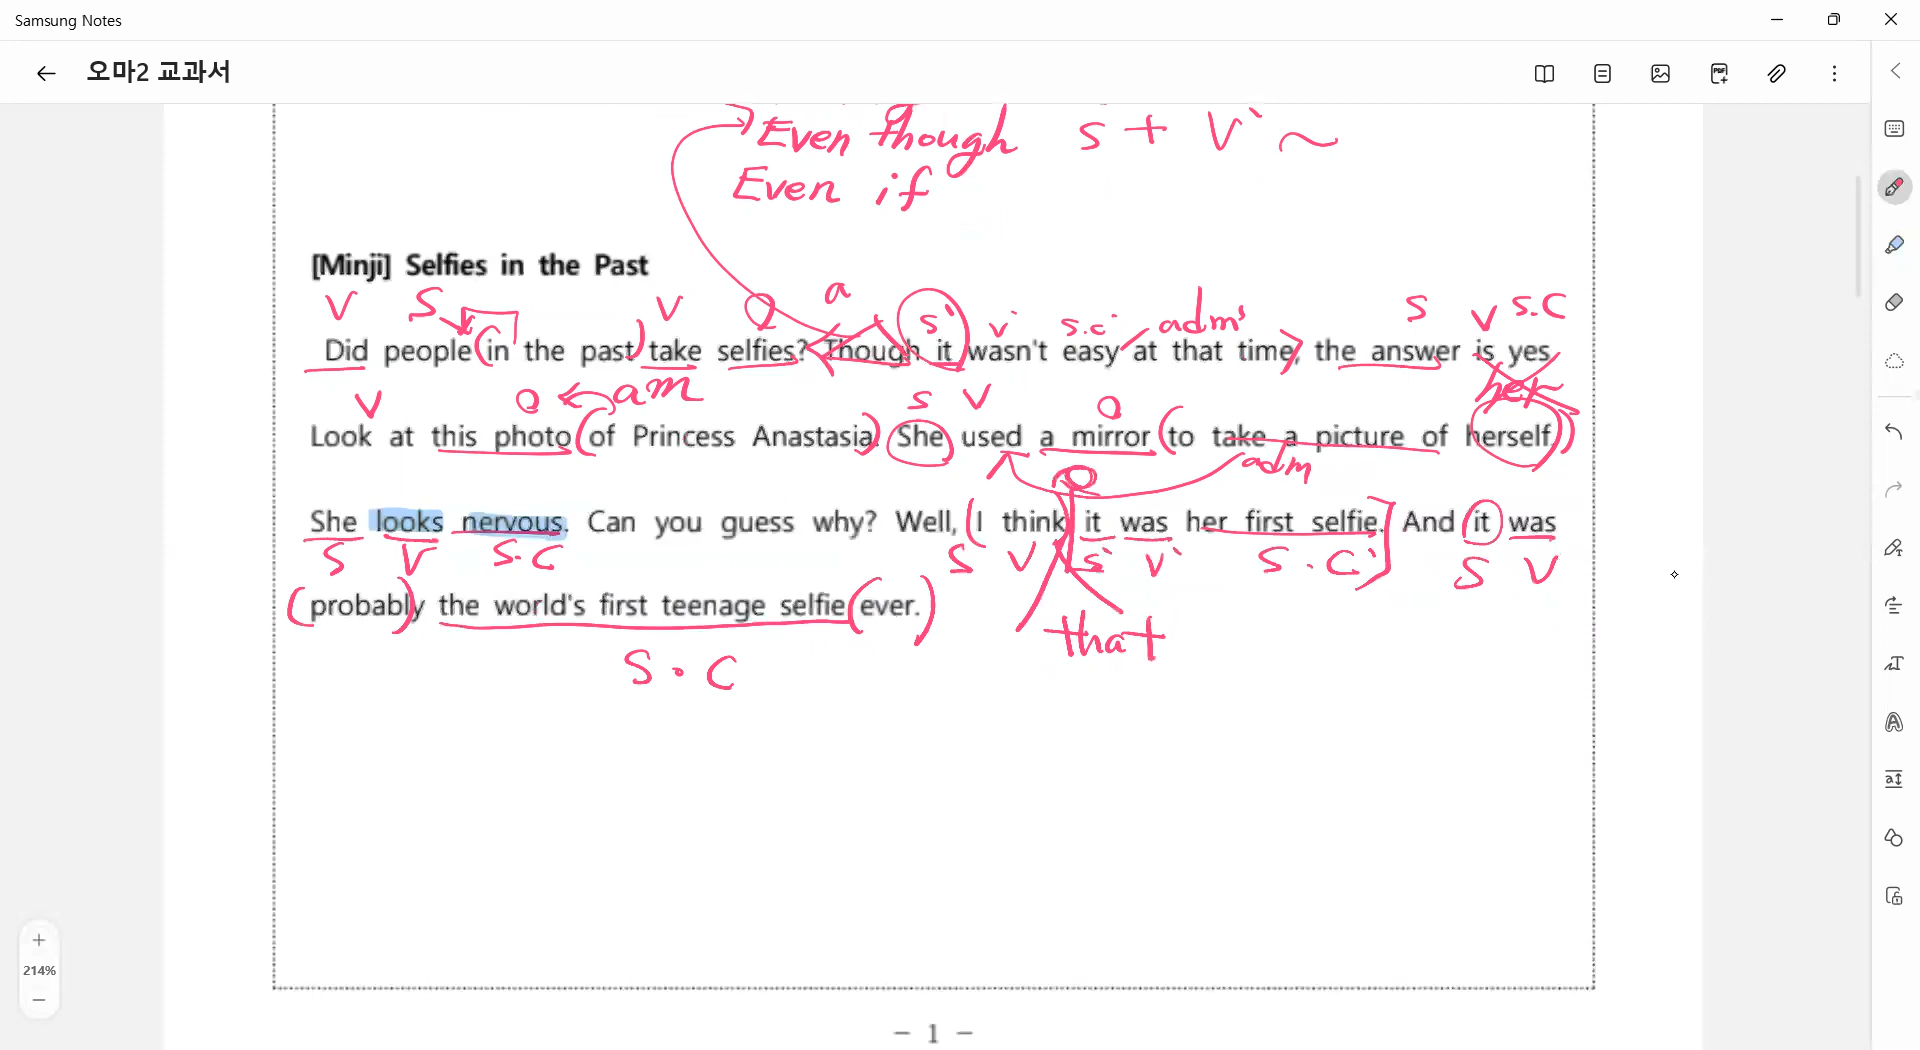 Samsung Notes
오마2 교과서
Even though S + V' ~
Even if
[Minji] Selfies in the Past
V S V O a s' v' s.c' adm's S V S.C
Did people (in the past) take selfies? Though it wasn't easy at that time, the answer is yes.
V O am S V O her
Look at this photo (of Princess Anastasia). She used a mirror (to take a picture of herself.)
adm
O
She looks nervous. Can you guess why? Well, I think it was her first selfie. And it was
S V S.C S V s' v' S.C' S V
(probably) the world's first teenage selfie (ever.)
that
S.C
214%
- 1 -